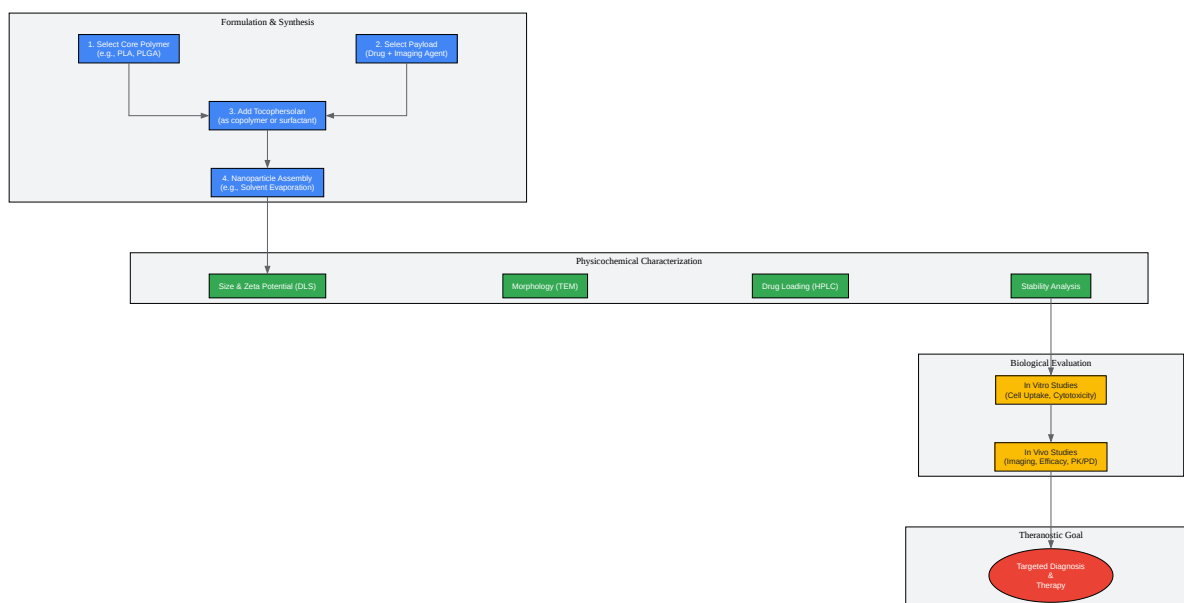 Formulation & Synthesis
1. Select Core Polymer
(e.g., PLA, PLGA)
2. Select Payload
(Drug + Imaging Agent)
3. Add Tocophersolan
(as copolymer or surfactant)
4. Nanoparticle Assembly
(e.g., Solvent Evaporation)
Physicochemical Characterization
Size & Zeta Potential (DLS)
Morphology (TEM)
Drug Loading (HPLC)
Stability Analysis
Biological Evaluation
In Vitro Studies
(Cell Uptake, Cytotoxicity)
In Vivo Studies
(Imaging, Efficacy, PK/PD)
Theranostic Goal
Targeted Diagnosis
&
Therapy